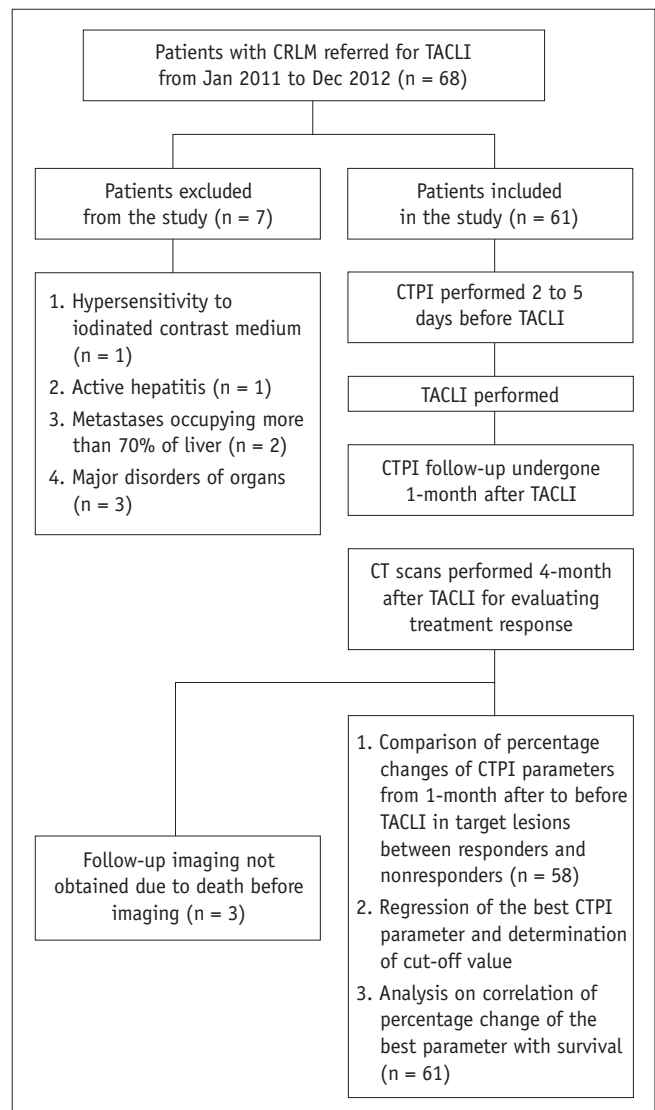 Patients with CRLM referred for TACLI
from Jan 2011 to Dec 2012 (n = 68)
Patients excluded
from the study (n = 7)
Patients included
in the study (n = 61)
1. Hypersensitivity to
iodinated contrast medium
(n = 1)
2. Active hepatitis (n = 1)
3. Metastases occupying more
than 70% of liver (n = 2)
4. Major disorders of organs
(n = 3)
CTPI performed 2 to 5
days before TACLI
TACLI performed
CTPI follow-up undergone
1-month after TACLI
CT scans performed 4-month
after TACLI for evaluating
treatment response
Follow-up imaging not
obtained due to death before
imaging (n = 3)
1. Comparison of percentage
changes of CTPI parameters
from 1-month after to before
TACLI in target lesions
between responders and
nonresponders (n = 58)
2. Regression of the best CTPI
parameter and determination
of cut-off value
3. Analysis on correlation of
percentage change of the
best parameter with survival
(n = 61)